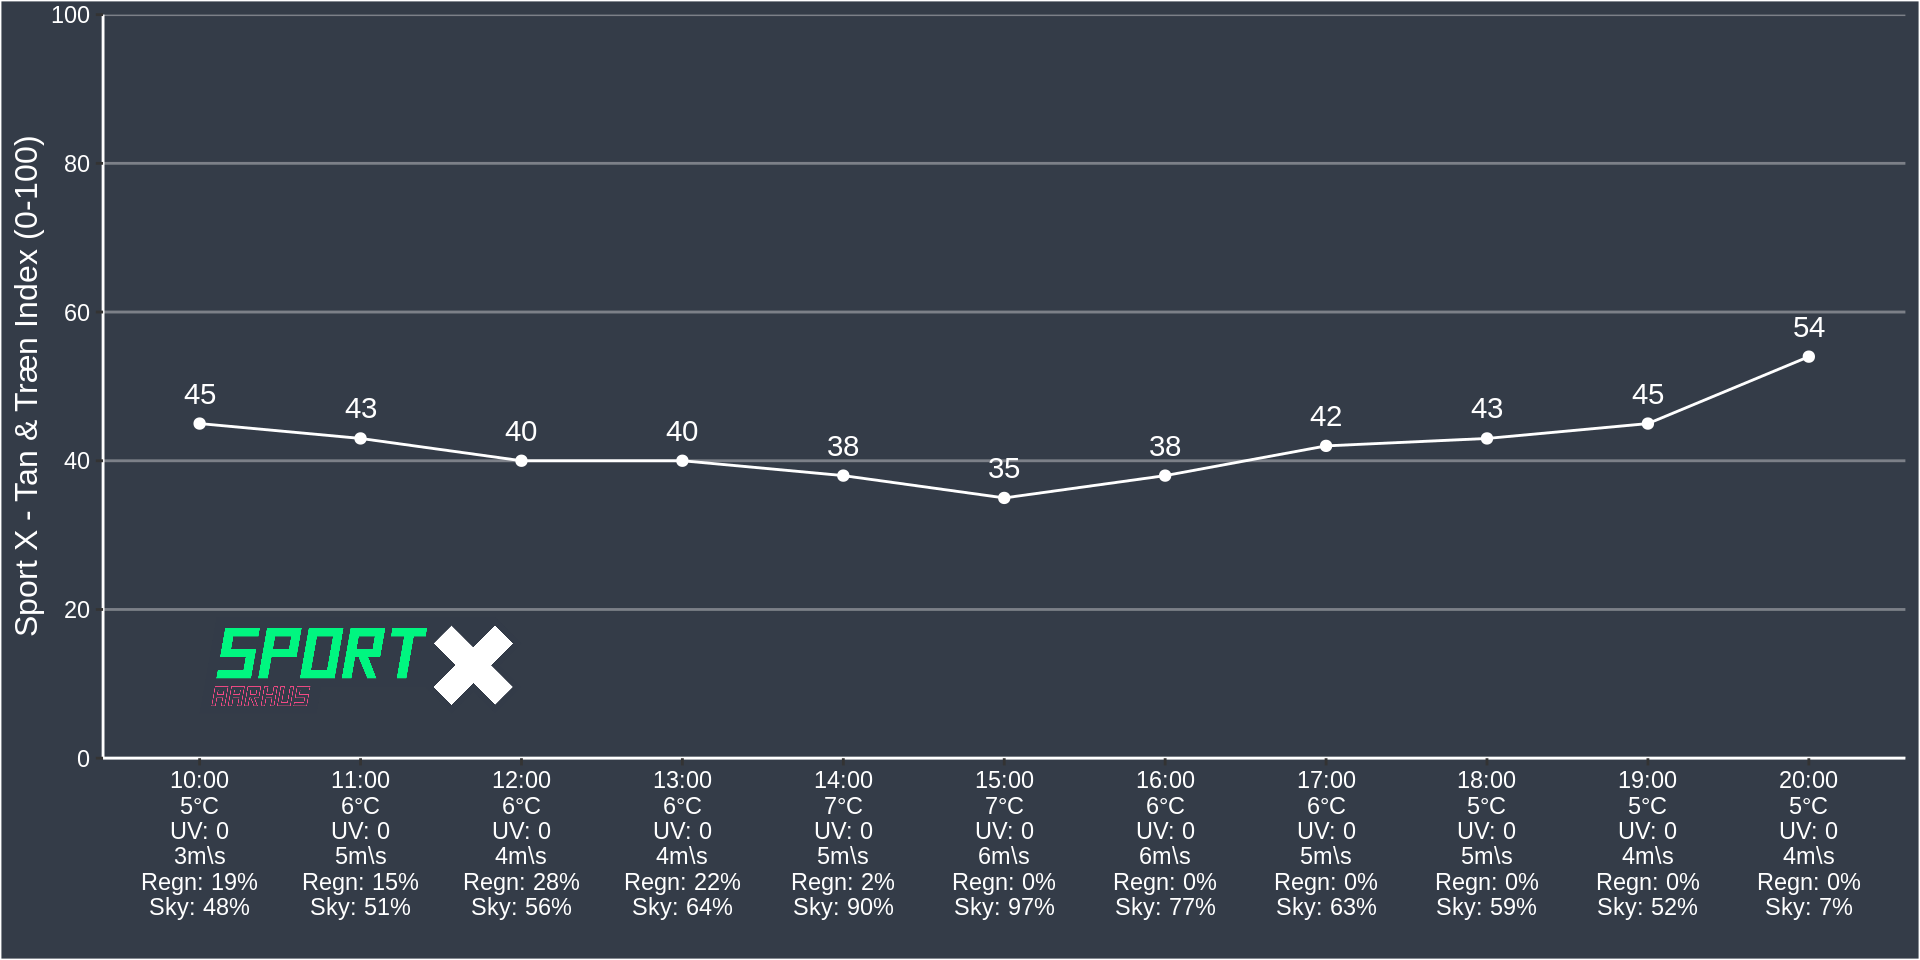 Sport X - Tan & Træn Index (0-100)
100
80
60
40
20
0
45
43
40
40
38
35
38
42
43
45
54
SPORT X
AARHUS
10:00 11:00 12:00 13:00 14:00 15:00 16:00 17:00 18:00 19:00 20:00
5°C 6°C 6°C 6°C 7°C 7°C 6°C 6°C 5°C 5°C 5°C
UV: 0 UV: 0 UV: 0 UV: 0 UV: 0 UV: 0 UV: 0 UV: 0 UV: 0 UV: 0 UV: 0
3m\s 5m\s 4m\s 4m\s 5m\s 6m\s 6m\s 5m\s 5m\s 4m\s 4m\s
Regn: 19% Regn: 15% Regn: 28% Regn: 22% Regn: 2% Regn: 0% Regn: 0% Regn: 0% Regn: 0% Regn: 0% Regn: 0%
Sky: 48% Sky: 51% Sky: 56% Sky: 64% Sky: 90% Sky: 97% Sky: 77% Sky: 63% Sky: 59% Sky: 52% Sky: 7%